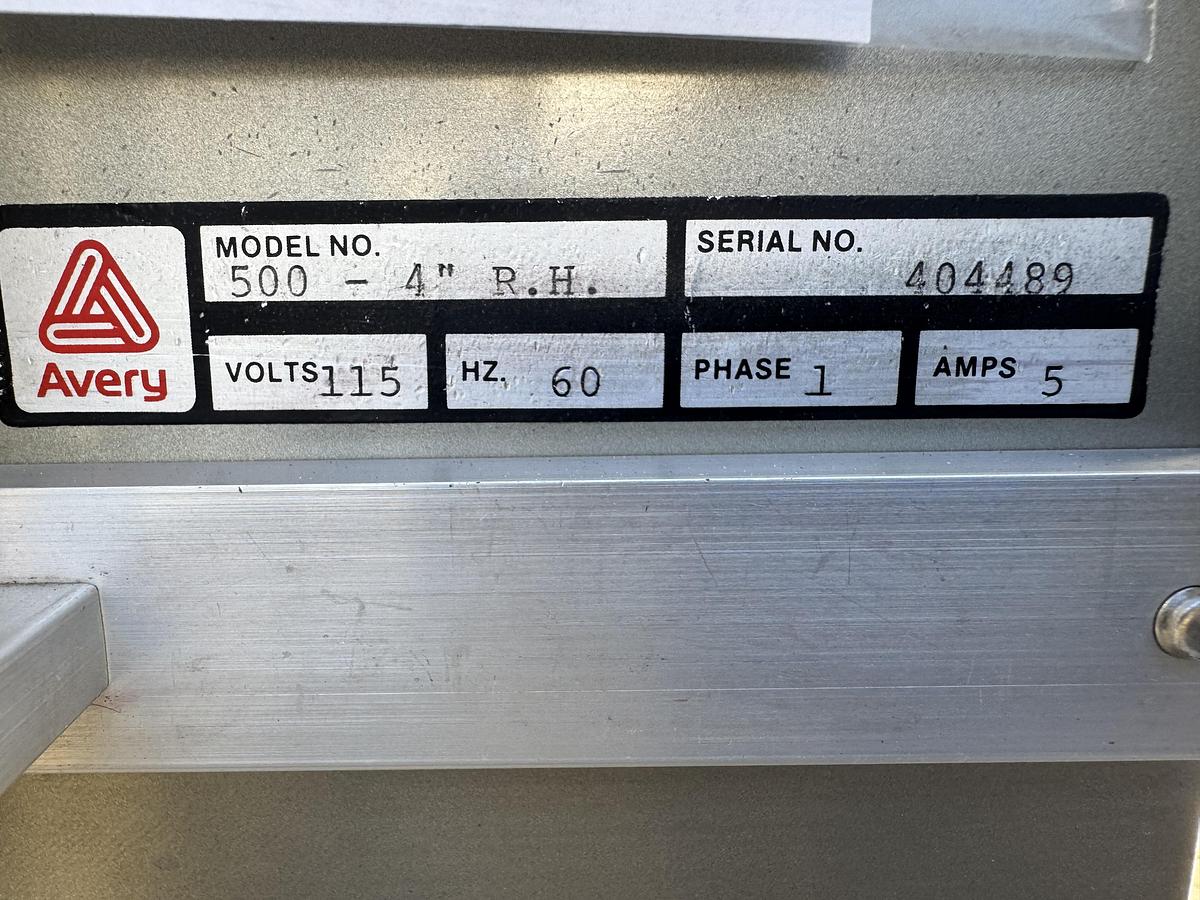 Avery
MODEL NO.
500 - 4" R.H.
SERIAL NO.
404489
VOLTS 115
HZ. 60
PHASE 1
AMPS 5